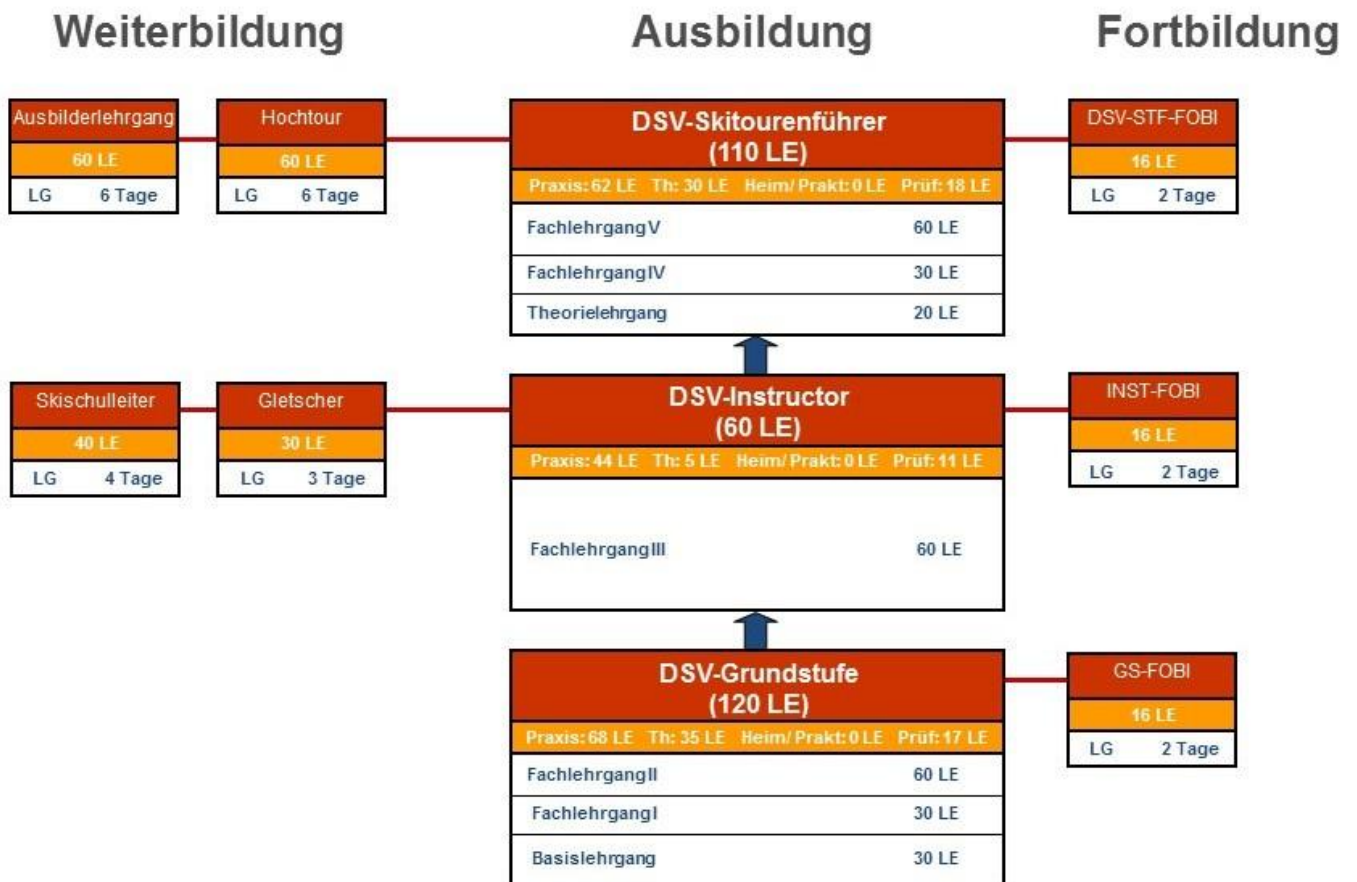 Weiterbildung Ausbildung Fortbildung
Ausbilderlehrgang
60 LE
LG 6 Tage
Hochtour
60 LE
LG 6 Tage
DSV-Skitourenführer
(110 LE)
Praxis: 62 LE Th: 30 LE Heim/ Prakt: 0 LE Prüf: 18 LE
Fachlehrgang V 60 LE
Fachlehrgang IV 30 LE
Theorielehrgang 20 LE
DSV-STF-FOBI
16 LE
LG 2 Tage
Skischulleiter
40 LE
LG 4 Tage
Gletscher
30 LE
LG 3 Tage
DSV-Instructor
(60 LE)
Praxis: 44 LE Th: 5 LE Heim/ Prakt: 0 LE Prüf: 11 LE
Fachlehrgang III 60 LE
INST-FOBI
16 LE
LG 2 Tage
DSV-Grundstufe
(120 LE)
Praxis: 68 LE Th: 35 LE Heim/ Prakt: 0 LE Prüf: 17 LE
Fachlehrgang II 60 LE
Fachlehrgang I 30 LE
Basislehrgang 30 LE
GS-FOBI
16 LE
LG 2 Tage